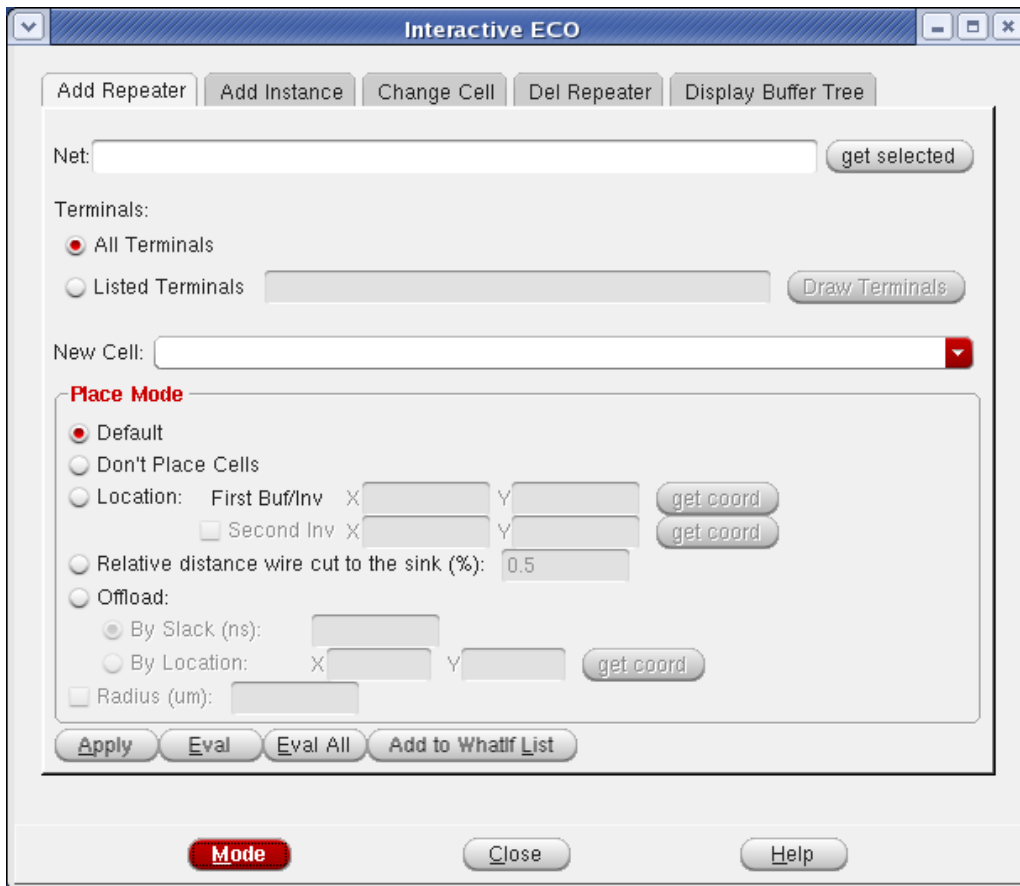 Interactive ECO
Add Repeater Add Instance Change Cell Del Repeater Display Buffer Tree
Net: get selected
Terminals:
All Terminals
Listed Terminals Draw Terminals
New Cell:
Place Mode
Default
Don't Place Cells
Location: First Buf/Inv X Y get coord
Second Inv X Y get coord
Relative distance wire cut to the sink (%): 0.5
Offload:
By Slack (ns):
By Location: X Y get coord
Radius (um):
Apply Eval Eval All Add to WhatIf List
Mode Close Help